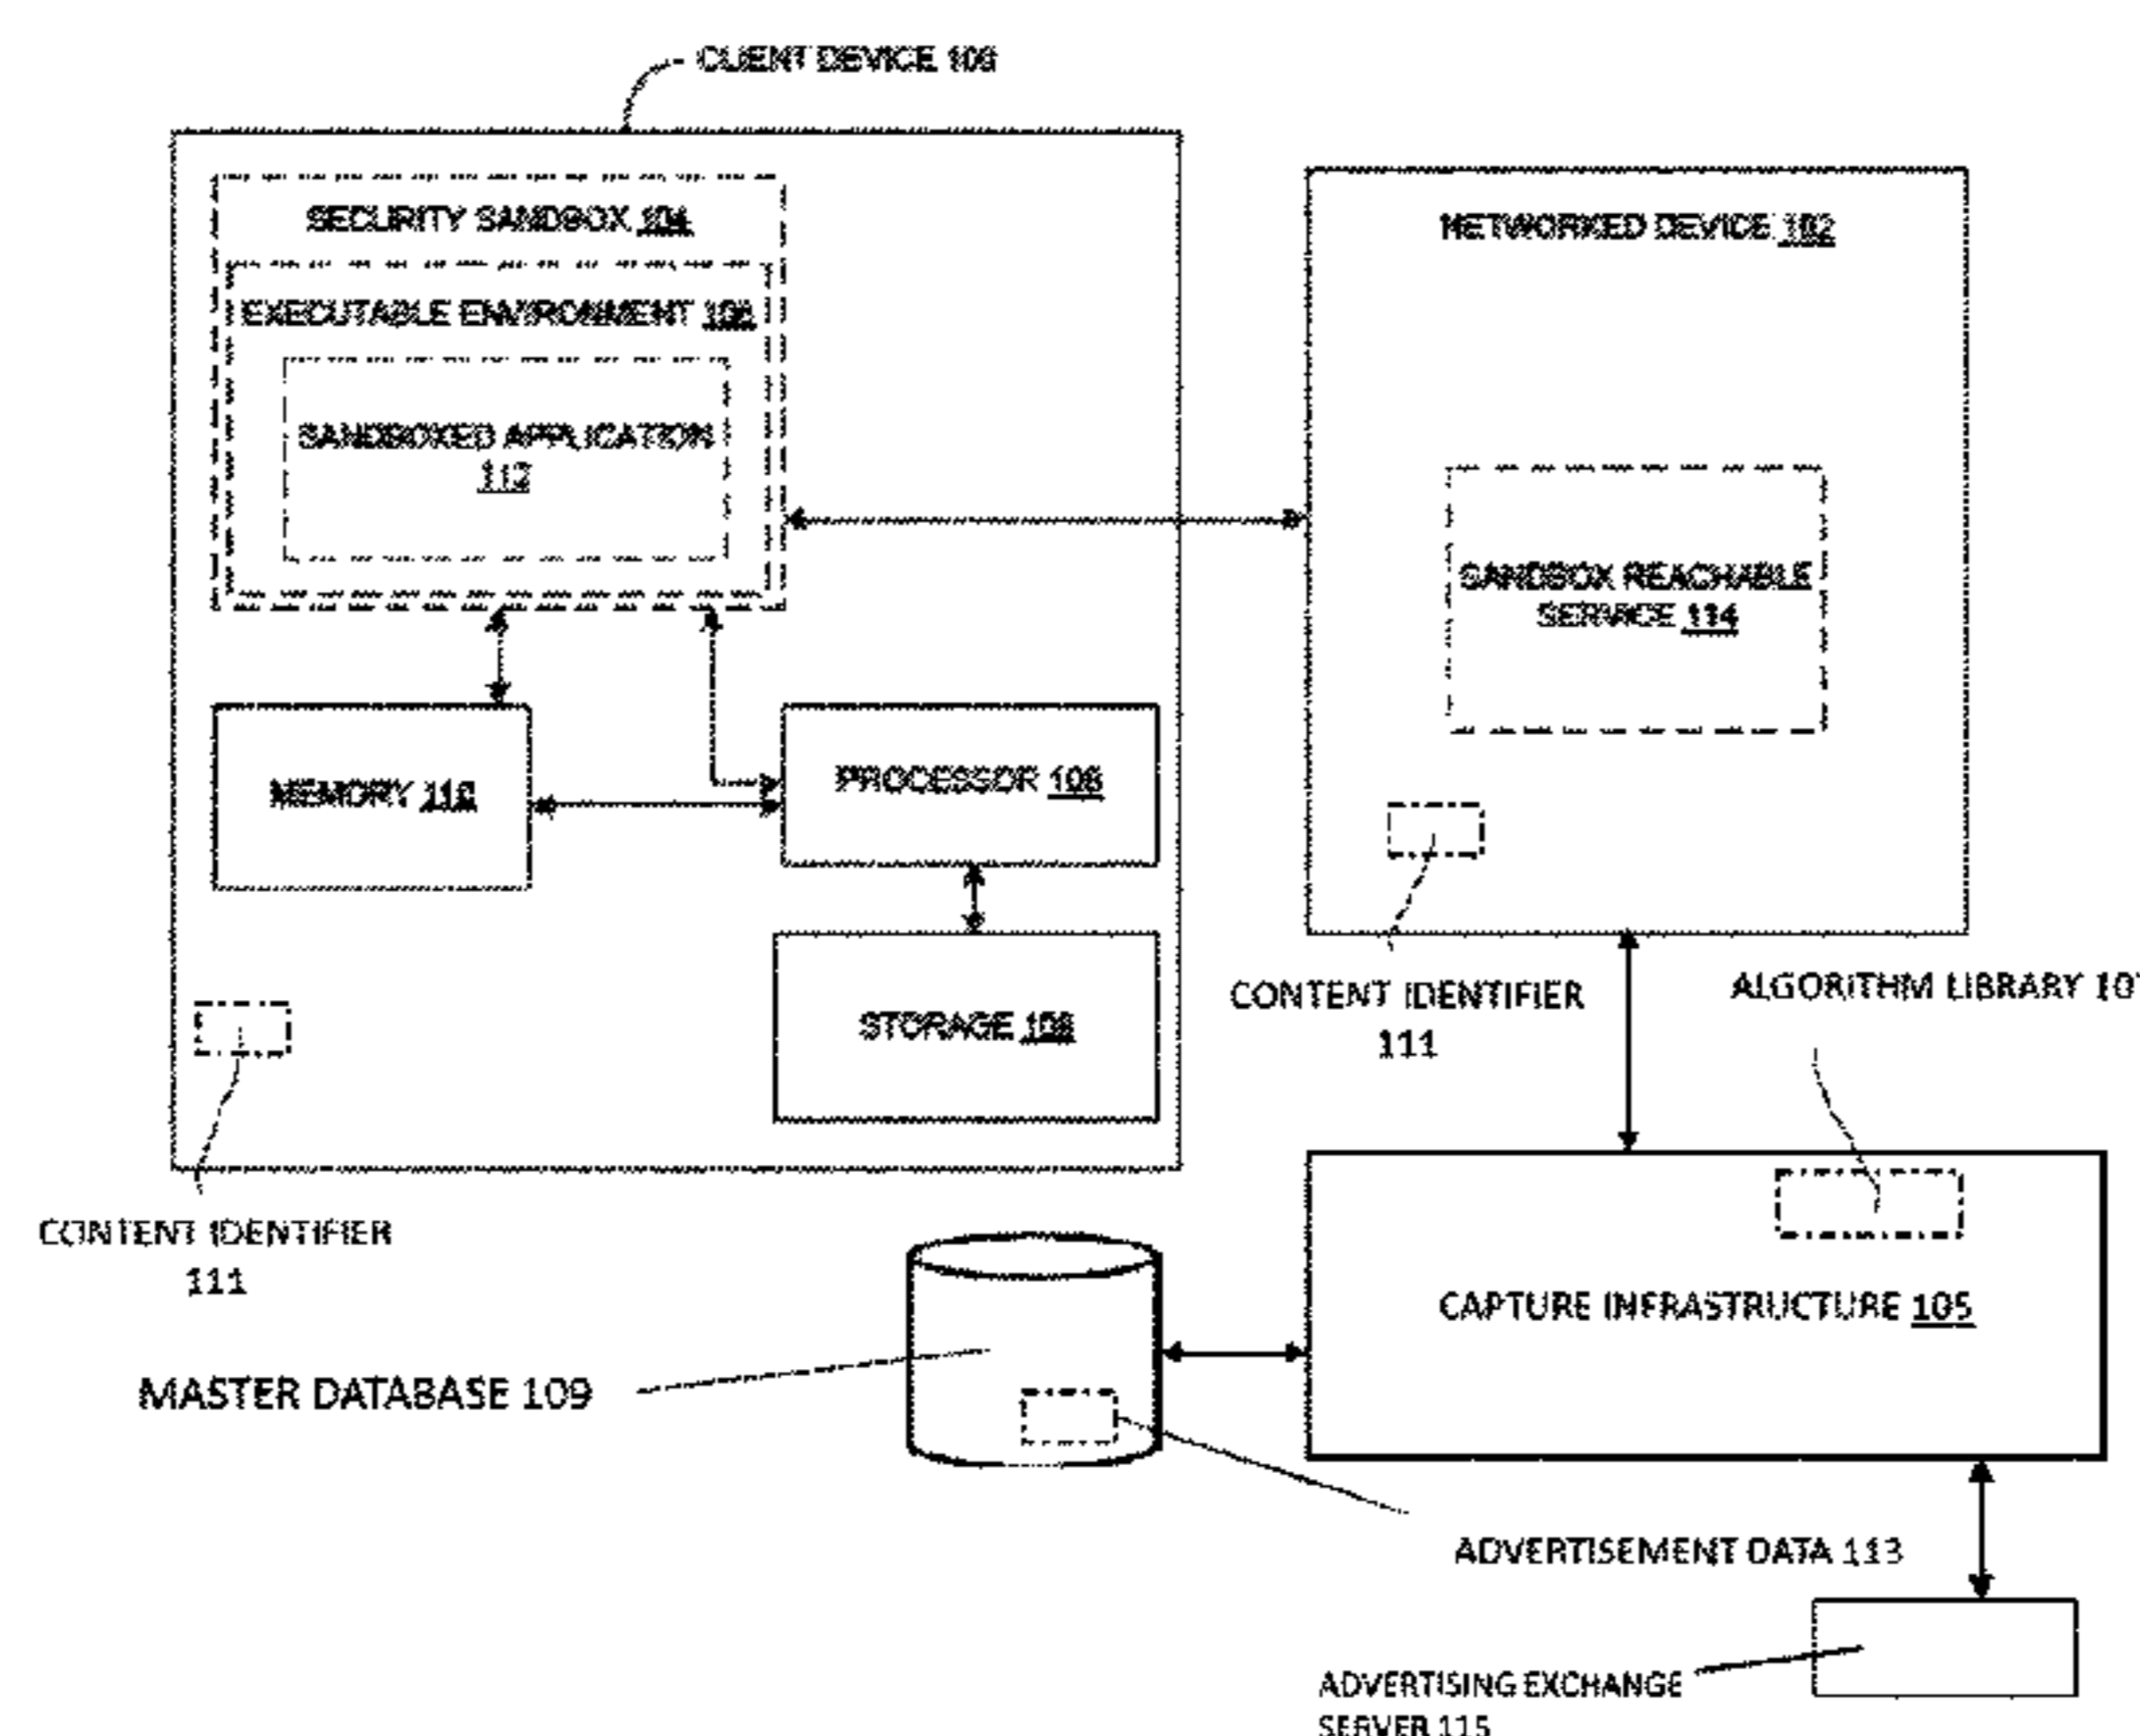 CLIENT DEVICE 100
SECURITY SANDBOX 104
NETWORKED DEVICE 102
EXECUTABLE ENVIRONMENT
SANDBOXED APPLICATION
112
SANDBOX REACHABLE
SERVICE 114
MEMORY 110
PROCESSOR
STORAGE
CONTENT IDENTIFIER
111
ALGORITHM LIBRARY 10
CONTENT IDENTIFIER
111
CAPTURE INFRASTRUCTURE 105
MASTER DATABASE 109
ADVERTISEMENT DATA 113
ADVERTISING EXCHANGE
SERVER 115